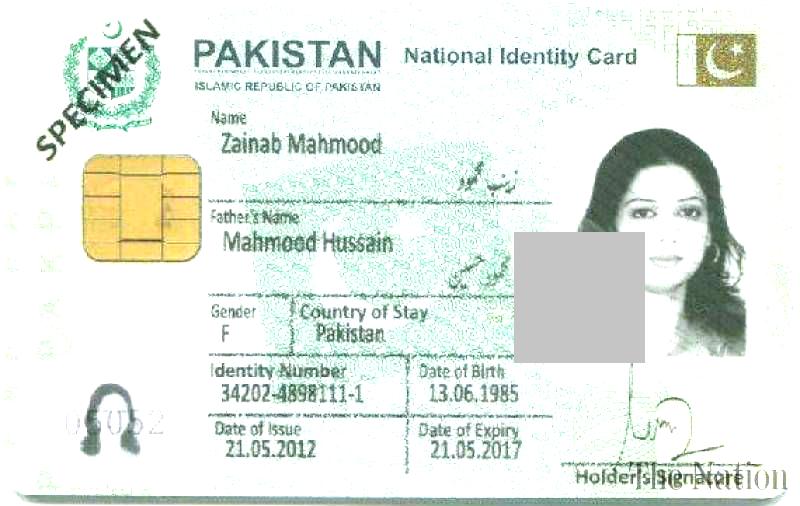 SPECIMEN
PAKISTAN National Identity Card
ISLAMIC REPUBLIC OF PAKISTAN
Name
Zainab Mahmood
زینب محمود
Father's Name
Mahmood Hussain
محمود حسین
Gender Country of Stay
F Pakistan
Identity Number Date of Birth
34202-4898111-1 13.06.1985
Date of Issue Date of Expiry
21.05.2012 21.05.2017
Holder's Signature
The Nation